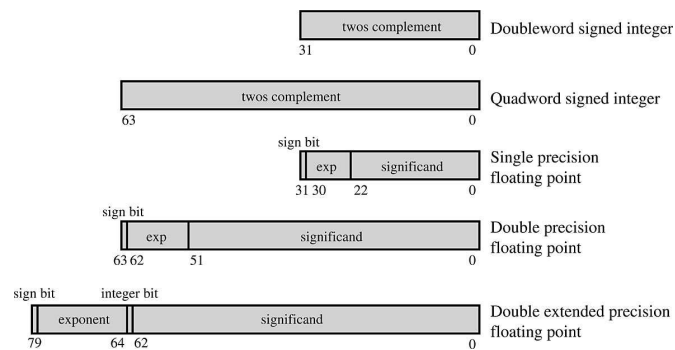 twos complement Doubleword signed integer
31 0
twos complement Quadword signed integer
63 0
sign bit
exp significand Single precision
floating point
31 30 22 0
sign bit
exp significand Double precision
floating point
63 62 51 0
sign bit integer bit
exponent significand Double extended precision
floating point
79 64 62 0